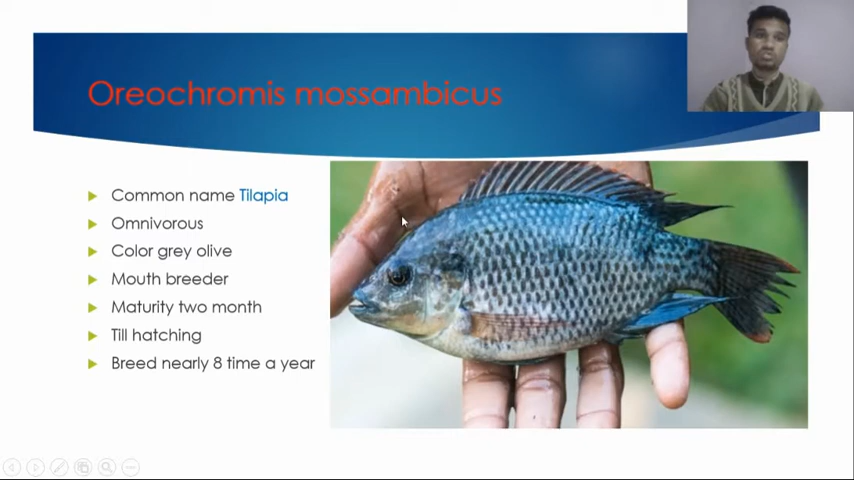 Oreochromis mossambicus
Common name Tilapia
Omnivorous
Color grey olive
Mouth breeder
Maturity two month
Till hatching
Breed nearly 8 time a year